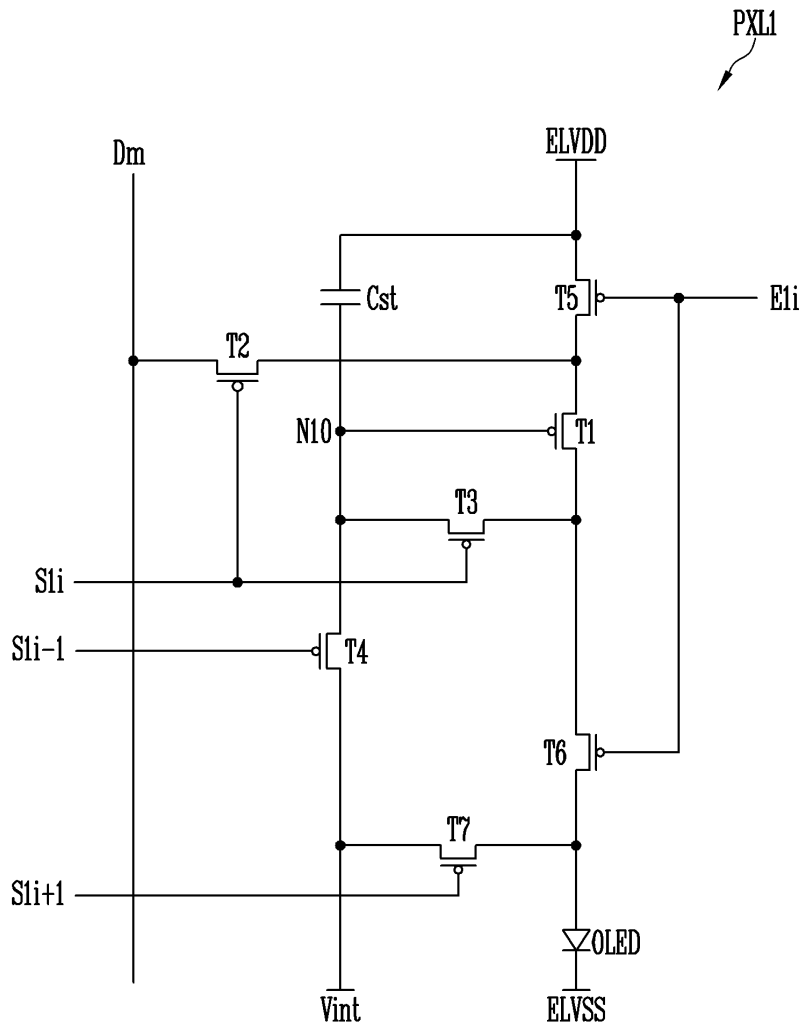 PXL1
Dm
ELVDD
Cst
T5
E1i
T2
N10
T1
T3
S1i
S1i-1
T4
T6
T7
S1i+1
OLED
Vint
ELVSS